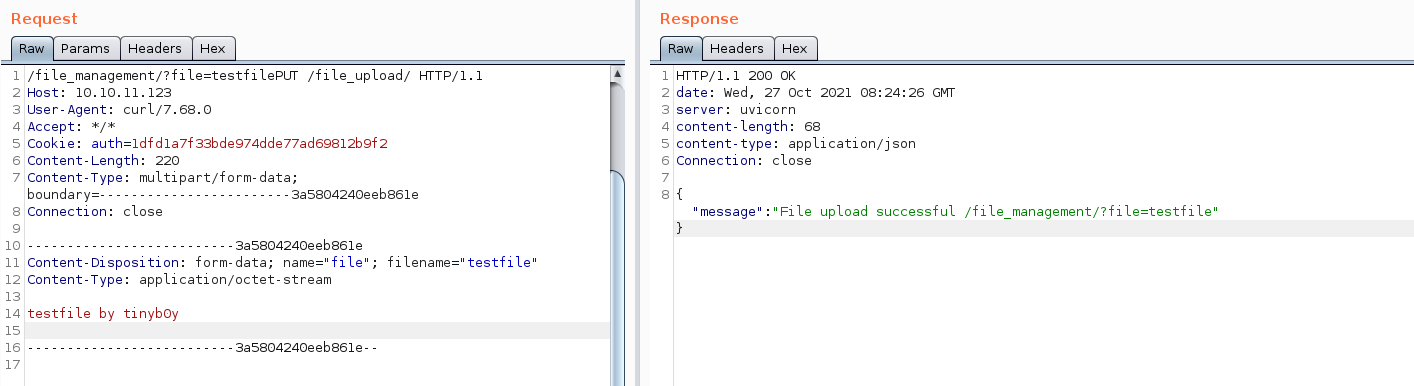 Request
Raw Params Headers Hex
1 /file_management/?file=testfilePUT /file_upload/ HTTP/1.1
2 Host: 10.10.11.123
3 User-Agent: curl/7.68.0
4 Accept: */*
5 Cookie: auth=1dfd1a7f33bde974dde77ad69812b9f2
6 Content-Length: 220
7 Content-Type: multipart/form-data;
boundary=------------------------3a5804240eeb861e
8 Connection: close
9
10 --------------------------3a5804240eeb861e
11 Content-Disposition: form-data; name="file"; filename="testfile"
12 Content-Type: application/octet-stream
13
14 testfile by tinyb0y
15
16 --------------------------3a5804240eeb861e--
17
Response
Raw Headers Hex
1 HTTP/1.1 200 OK
2 date: Wed, 27 Oct 2021 08:24:26 GMT
3 server: uvicorn
4 content-length: 68
5 content-type: application/json
6 Connection: close
7
8 {
"message":"File upload successful /file_management/?file=testfile"
}